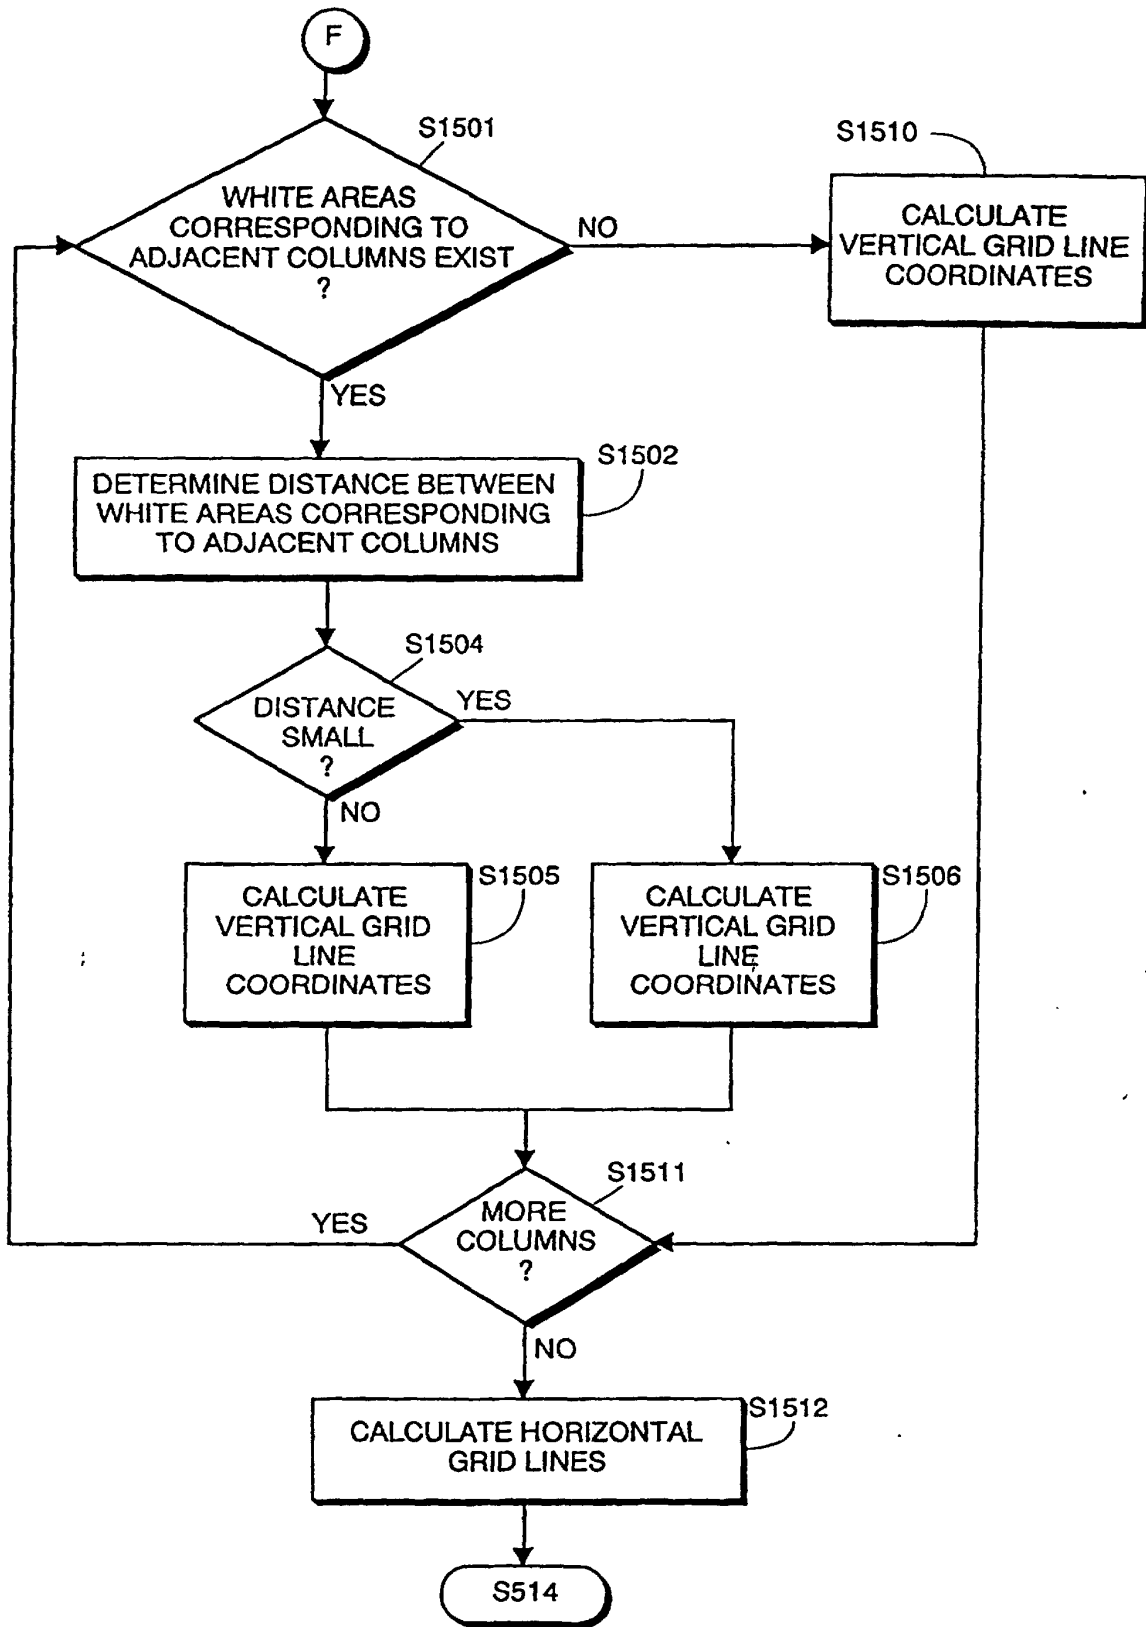 F
S1501
WHITE AREAS
CORRESPONDING TO
ADJACENT COLUMNS EXIST
?
NO
S1510
CALCULATE
VERTICAL GRID LINE
COORDINATES
YES
S1502
DETERMINE DISTANCE BETWEEN
WHITE AREAS CORRESPONDING
TO ADJACENT COLUMNS
S1504
DISTANCE
SMALL
?
YES
NO
S1505
CALCULATE
VERTICAL GRID
LINE
COORDINATES
S1506
CALCULATE
VERTICAL GRID
LINE
COORDINATES
S1511
MORE
COLUMNS
?
YES
NO
S1512
CALCULATE HORIZONTAL
GRID LINES
S514